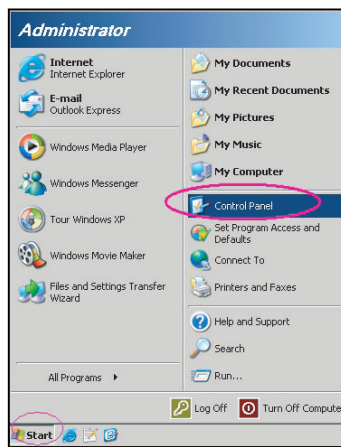 Administrator
Internet
Internet Explorer
E-mail
Outlook Express
Windows Media Player
Windows Messenger
Tour Windows XP
Windows Movie Maker
Files and Settings Transfer
Wizard
All Programs
My Documents
My Recent Documents
My Pictures
My Music
My Computer
Control Panel
Set Program Access and
Defaults
Connect To
Printers and Faxes
Help and Support
Search
Run...
Log Off
Turn Off Compute
Start